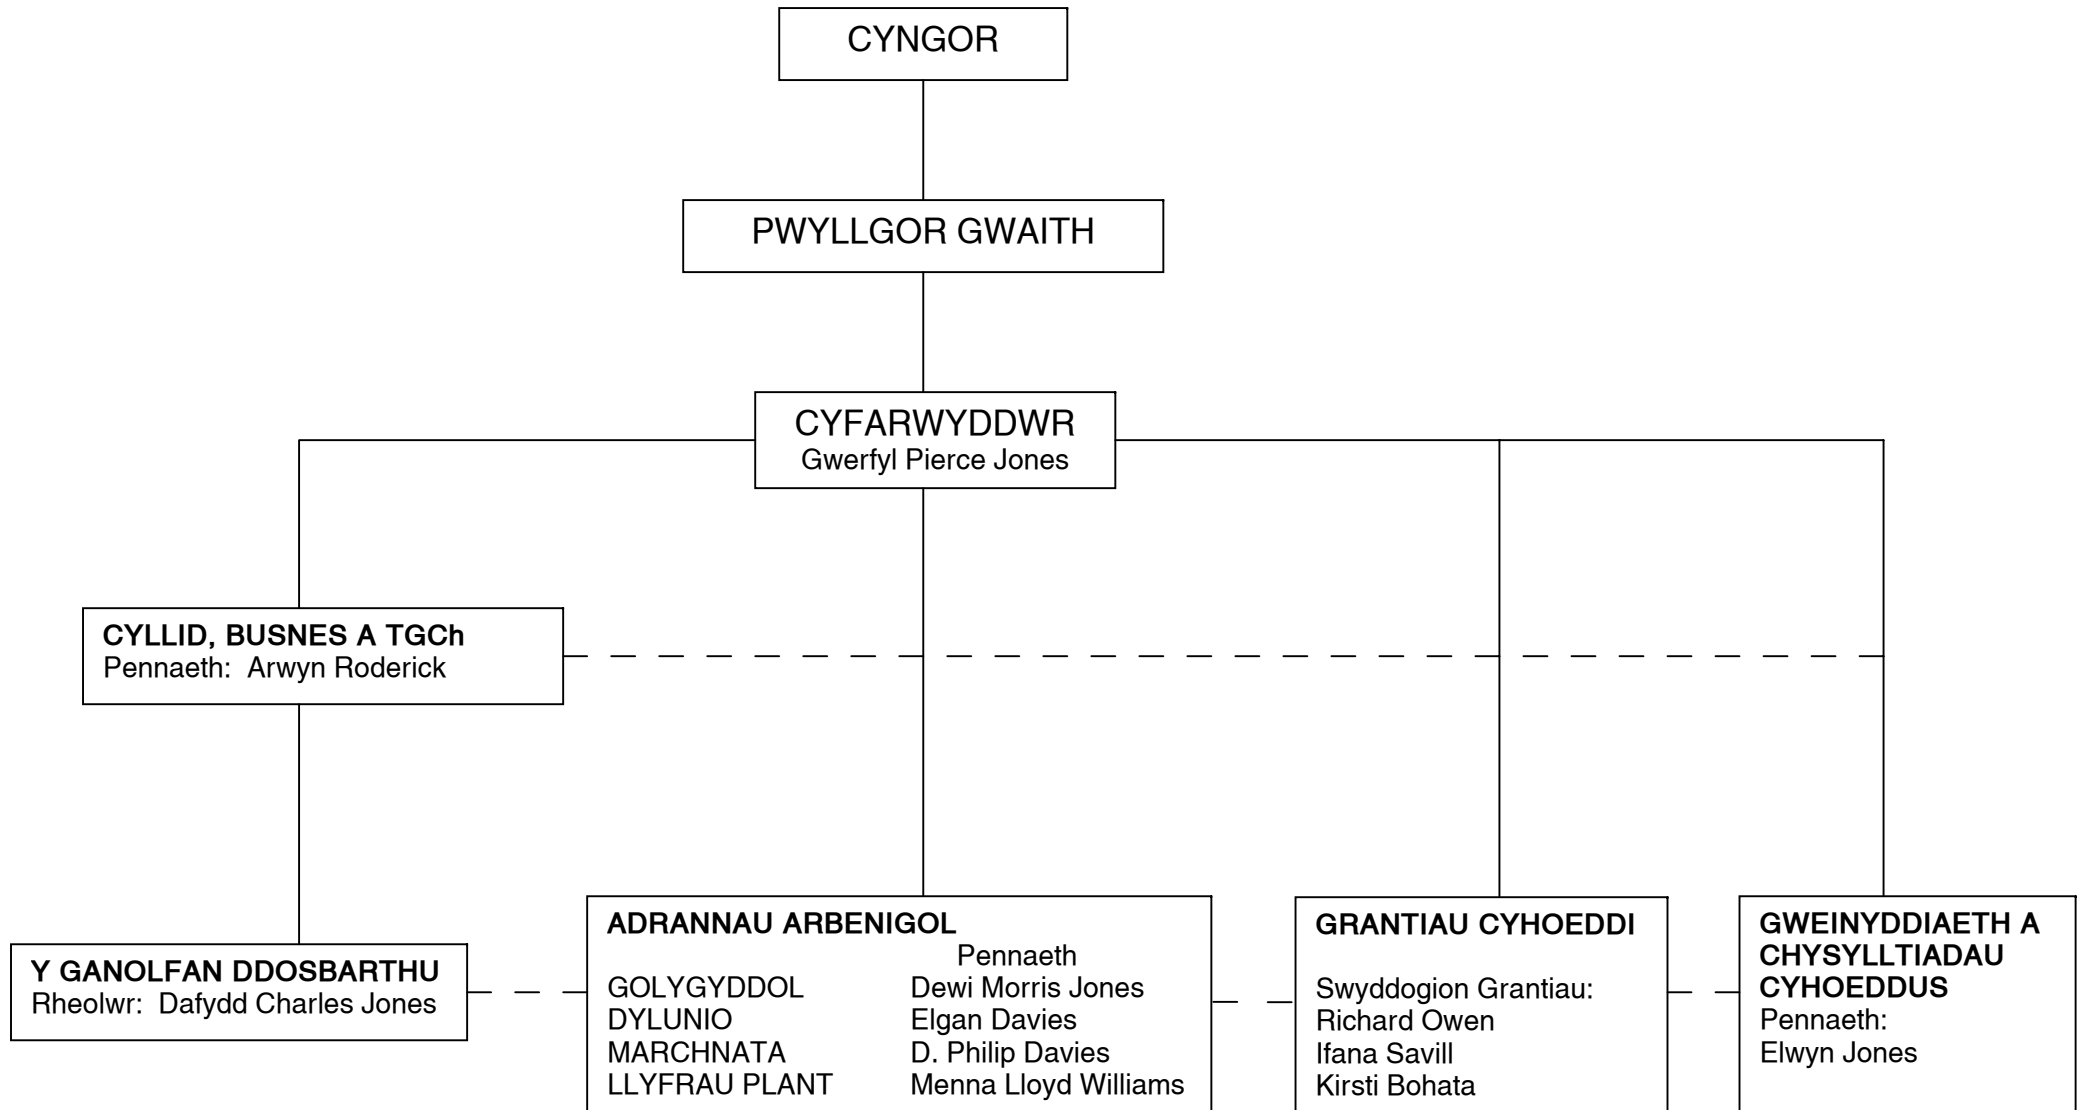 CYNGOR
PWYLLGOR GWAITH
CYFARWYDDWR
Gwerfyl Pierce Jones
CYLLID, BUSNES A TGCh
Pennaeth: Arwyn Roderick
Y GANOLFAN DDOSBARTHU
Rheolwr: Dafydd Charles Jones
ADRANNAU ARBENIGOL
Pennaeth
GOLYGYDDOL Dewi Morris Jones
DYLUNIO Elgan Davies
MARCHNATA D. Philip Davies
LLYFRAU PLANT Menna Lloyd Williams
GRANTIAU CYHOEDDI
Swyddogion Grantiau:
Richard Owen
Ifana Savill
Kirsti Bohata
GWEINYDDIAETH A
CHYSYLLTIADAU
CYHOEDDUS
Pennaeth:
Elwyn Jones